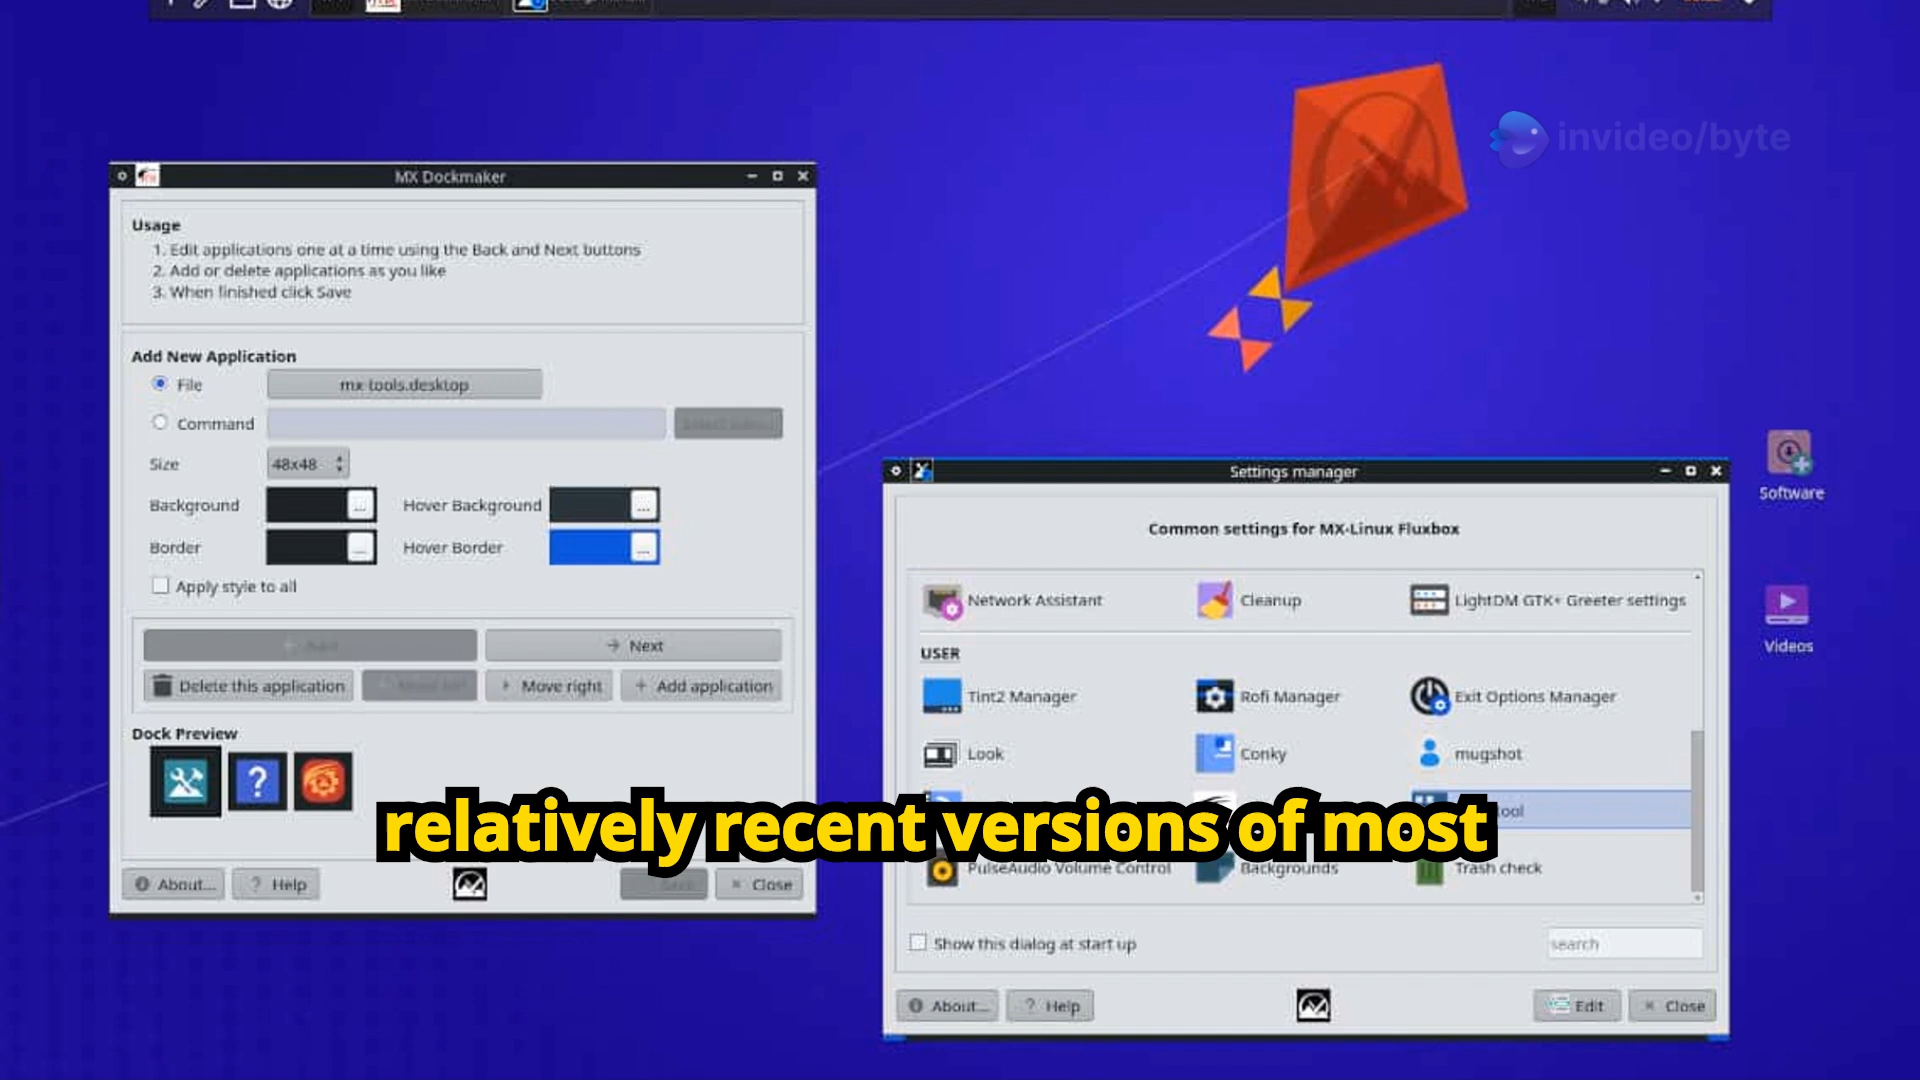 invideo/byte
MX Dockmaker
Usage
1. Edit applications one at a time using the Back and Next buttons
2. Add or delete applications as you like
3. When finished click Save
Add New Application
File
mx-tools.desktop
Command
Size
48x48
Background
...
Hover Background
...
Border
...
Hover Border
...
Apply style to all
Next
Delete this application
Move right
Add application
Dock Preview
About...
Help
Close
Settings manager
Common settings for MX-Linux Fluxbox
Network Assistant
Cleanup
LightDM GTK+ Greeter settings
USER
Tint2 Manager
Rofi Manager
Exit Options Manager
Look
Conky
mugshot
PulseAudio Volume Control
Backgrounds
Trash check
Show this dialog at start up
search
About...
Help
Edit
Close
Software
Videos
relatively recent versions of most